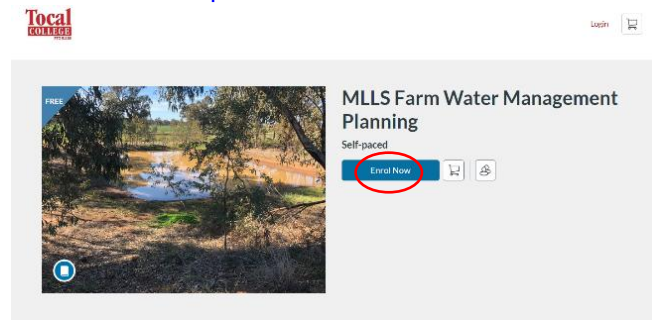 Tocal
COLLEGE
Login
FREE
MLLS Farm Water Management
Planning
Self-paced
Enrol Now